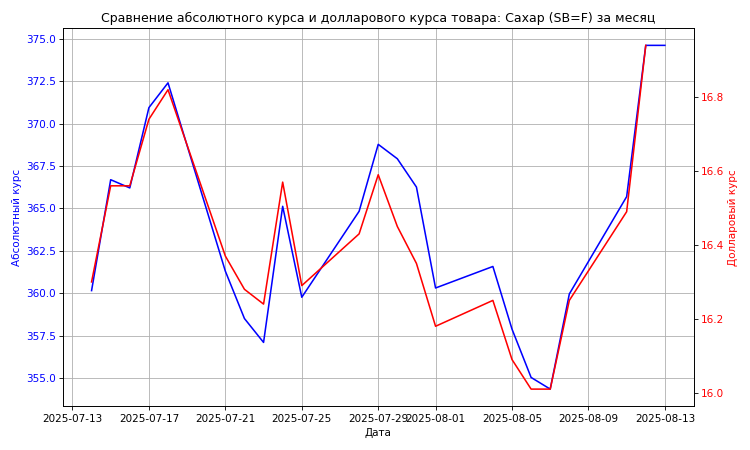 Сравнение абсолютного курса и долларового курса товара: Сахар (SB=F) за месяц
Абсолютный курс
375.0
372.5
370.0
367.5
365.0
362.5
360.0
357.5
355.0
16.8
16.6
16.4
16.2
16.0
Долларовый курс
2025-07-13 2025-07-17 2025-07-21 2025-07-25 2025-07-29 2025-08-01 2025-08-05 2025-08-09 2025-08-13
Дата